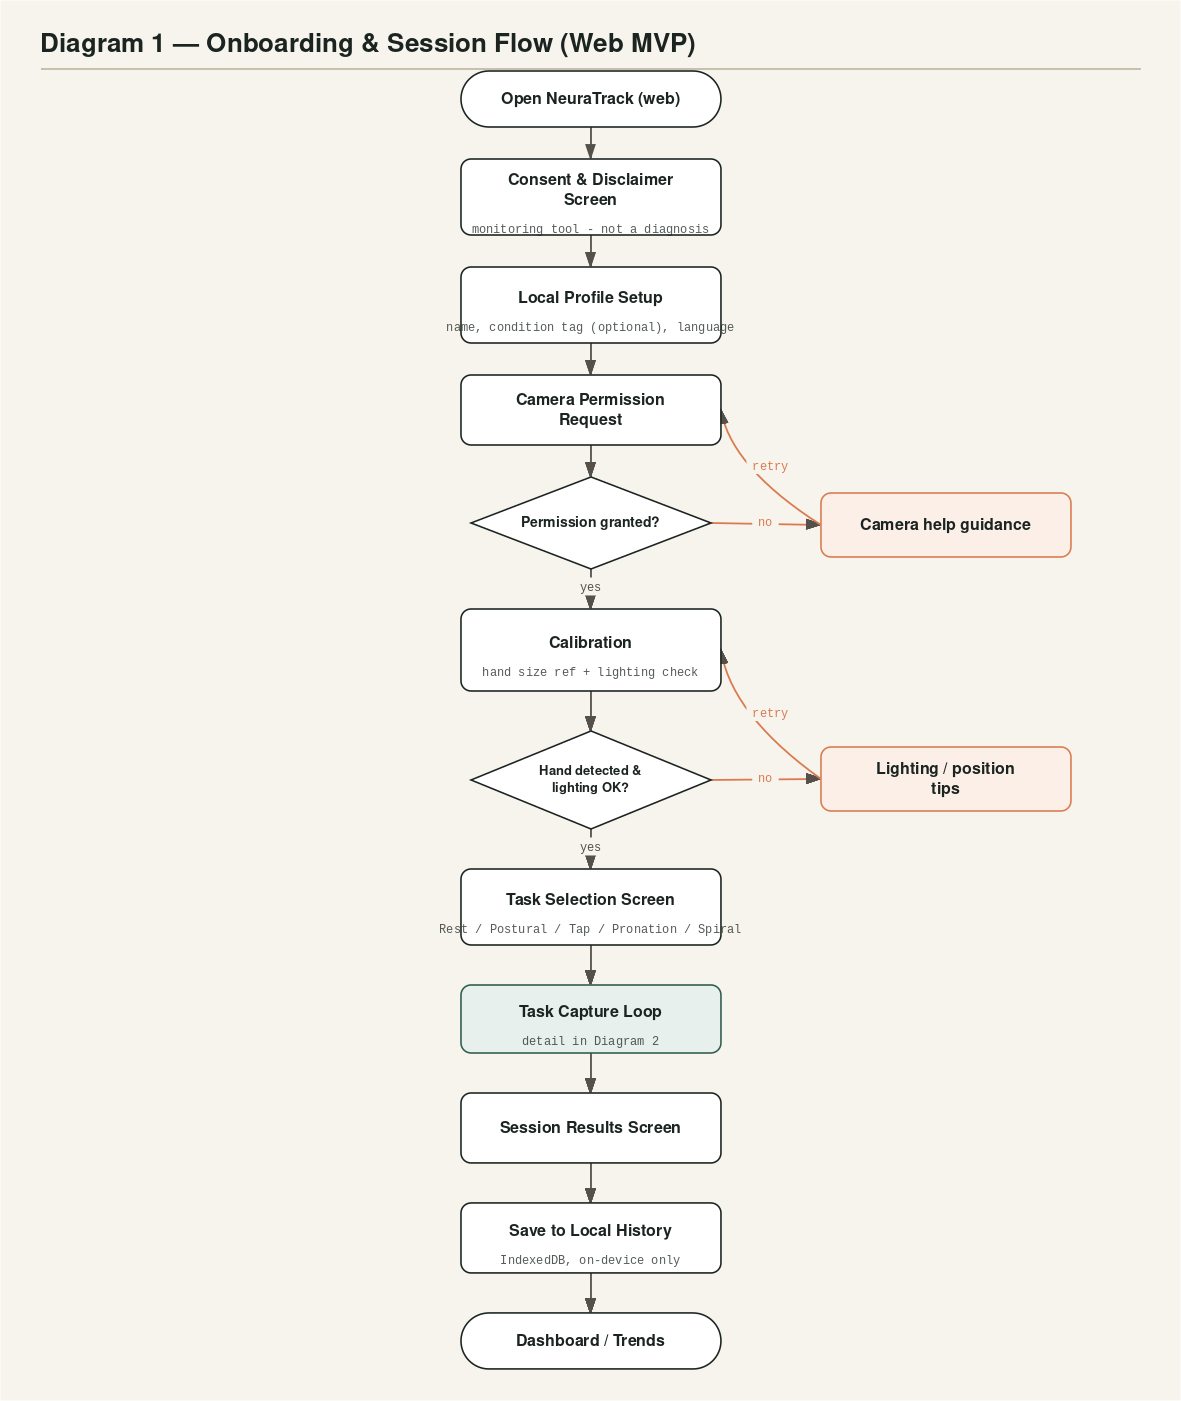 Diagram 1 — Onboarding & Session Flow (Web MVP)
Open NeuraTrack (web)
Consent & Disclaimer
Screen
monitoring tool - not a diagnosis
Local Profile Setup
name, condition tag (optional), language
Camera Permission
Request
retry
Permission granted?
no
Camera help guidance
yes
Calibration
hand size ref + lighting check
retry
Hand detected &
lighting OK?
no
Lighting / position
tips
yes
Task Selection Screen
Rest / Postural / Tap / Pronation / Spiral
Task Capture Loop
detail in Diagram 2
Session Results Screen
Save to Local History
IndexedDB, on-device only
Dashboard / Trends